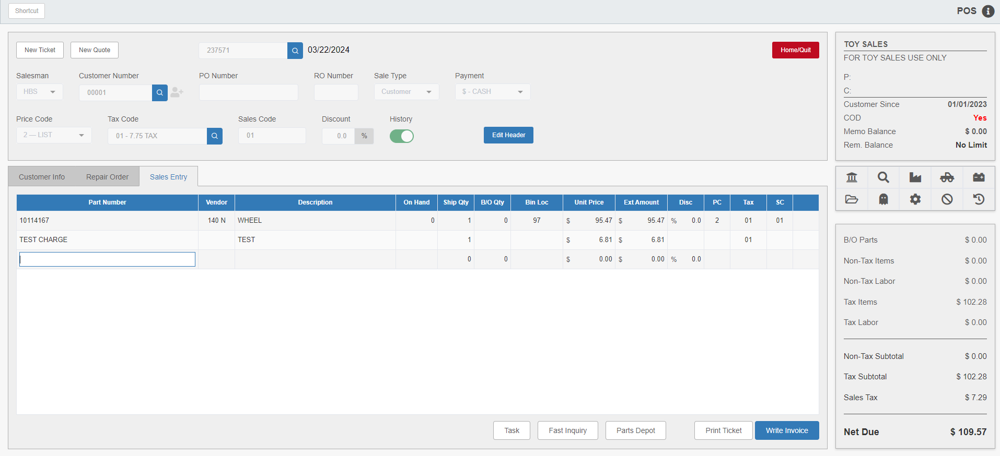 Shortcut
POS
New Ticket
New Quote
237571
03/22/2024
Home/Quit
Salesman
Customer Number
PO Number
RO Number
Sale Type
Payment
HBS
00001
Customer
$ - CASH
Price Code
Tax Code
Sales Code
Discount
History
2 — LIST
01 - 7.75 TAX
01
0.0
%
Edit Header
Customer Info
Repair Order
Sales Entry
Part Number Vendor Description On Hand Ship Qty B/O Qty Bin Loc Unit Price Ext Amount Disc PC Tax SC
10114167 140 N WHEEL 0 1 0 97 $ 95.47 $ 95.47 % 0.0 2 01 01
TEST CHARGE TEST 1 $ 6.81 $ 6.81 01
0 0 $ 0.00 $ 0.00 % 0.0
Task
Fast Inquiry
Parts Depot
Print Ticket
Write Invoice
TOY SALES
FOR TOY SALES USE ONLY
P:
C:
Customer Since 01/01/2023
COD Yes
Memo Balance $ 0.00
Rem. Balance No Limit
B/O Parts $ 0.00
Non-Tax Items $ 0.00
Non-Tax Labor $ 0.00
Tax Items $ 102.28
Tax Labor $ 0.00
Non-Tax Subtotal $ 0.00
Tax Subtotal $ 102.28
Sales Tax $ 7.29
Net Due $ 109.57